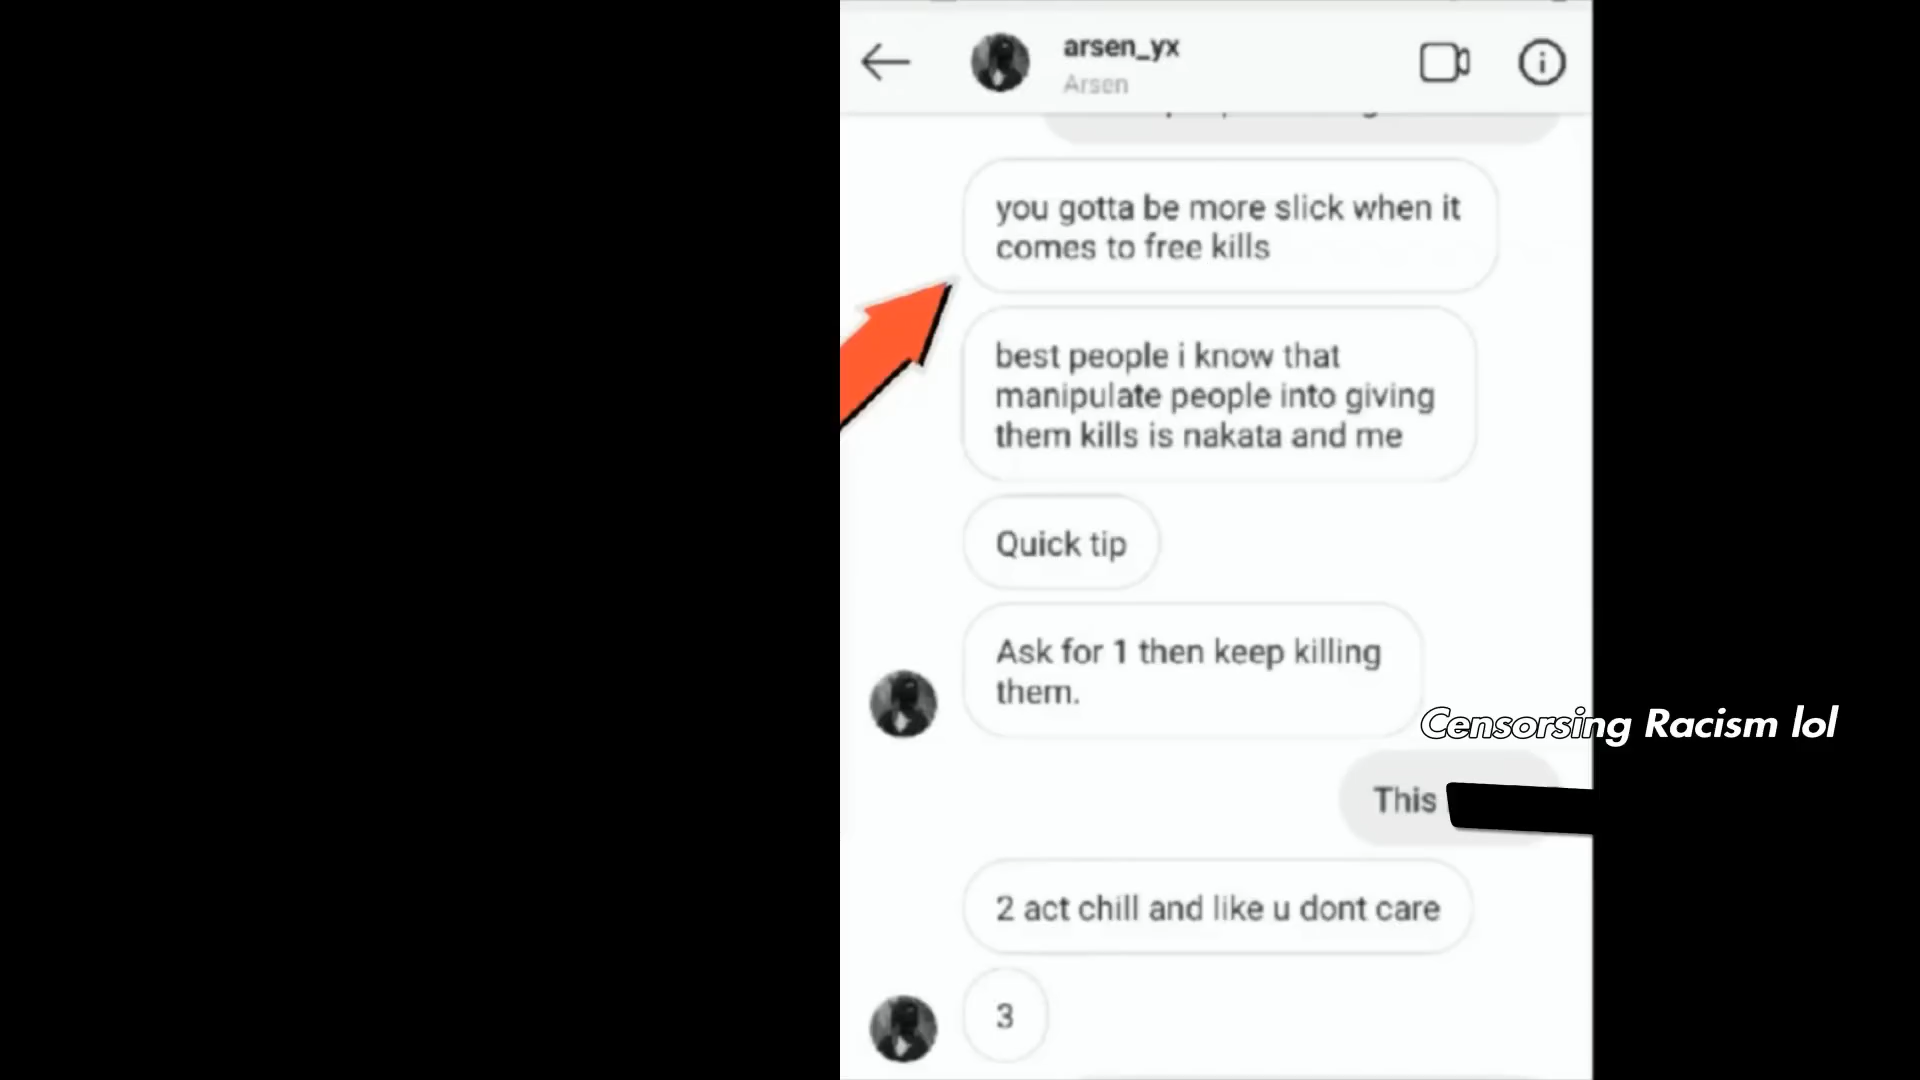 arsen_yx
Arsen
you gotta be more slick when it
comes to free kills
best people i know that
manipulate people into giving
them kills is nakata and me
Quick tip
Ask for 1 then keep killing
them.
Censorsing Racism lol
This
2 act chill and like u dont care
3